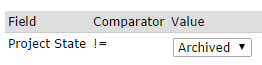 Field Comparator Value
Project State != Archived